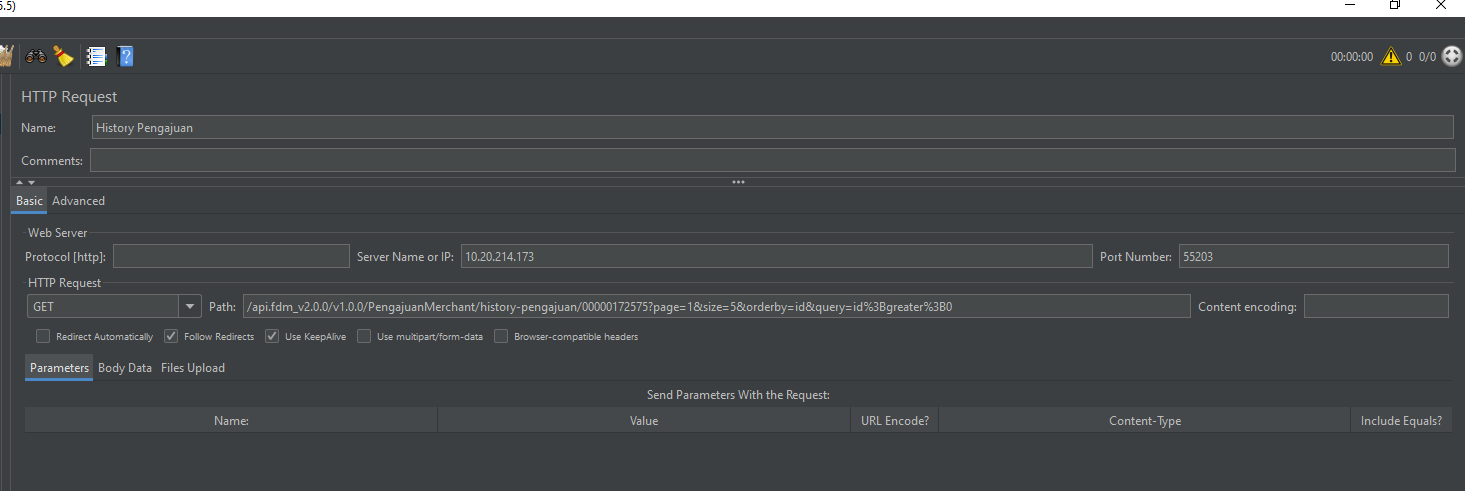 5.5)
00:00:00 0 0/0
HTTP Request
Name: History Pengajuan
Comments:
Basic Advanced
Web Server
Protocol [http]: Server Name or IP: 10.20.214.173 Port Number: 55203
HTTP Request
GET Path: /api.fdm_v2.0.0/v1.0.0/PengajuanMerchant/history-pengajuan/00000172575?page=1&size=5&orderby=id&query=id%3Bgreater%3B0 Content encoding:
Redirect Automatically Follow Redirects Use KeepAlive Use multipart/form-data Browser-compatible headers
Parameters Body Data Files Upload
Send Parameters With the Request:
Name: Value URL Encode? Content-Type Include Equals?